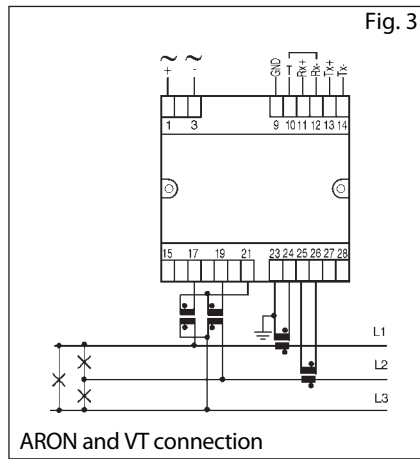 Fig. 3
~ ~
+ -
GND T Rx+ Rx- Tx+ Tx-
1 3 9 10 11 12 13 14
15 17 19 21 23 24 25 26 27 28
L1
L2
L3
ARON and VT connection